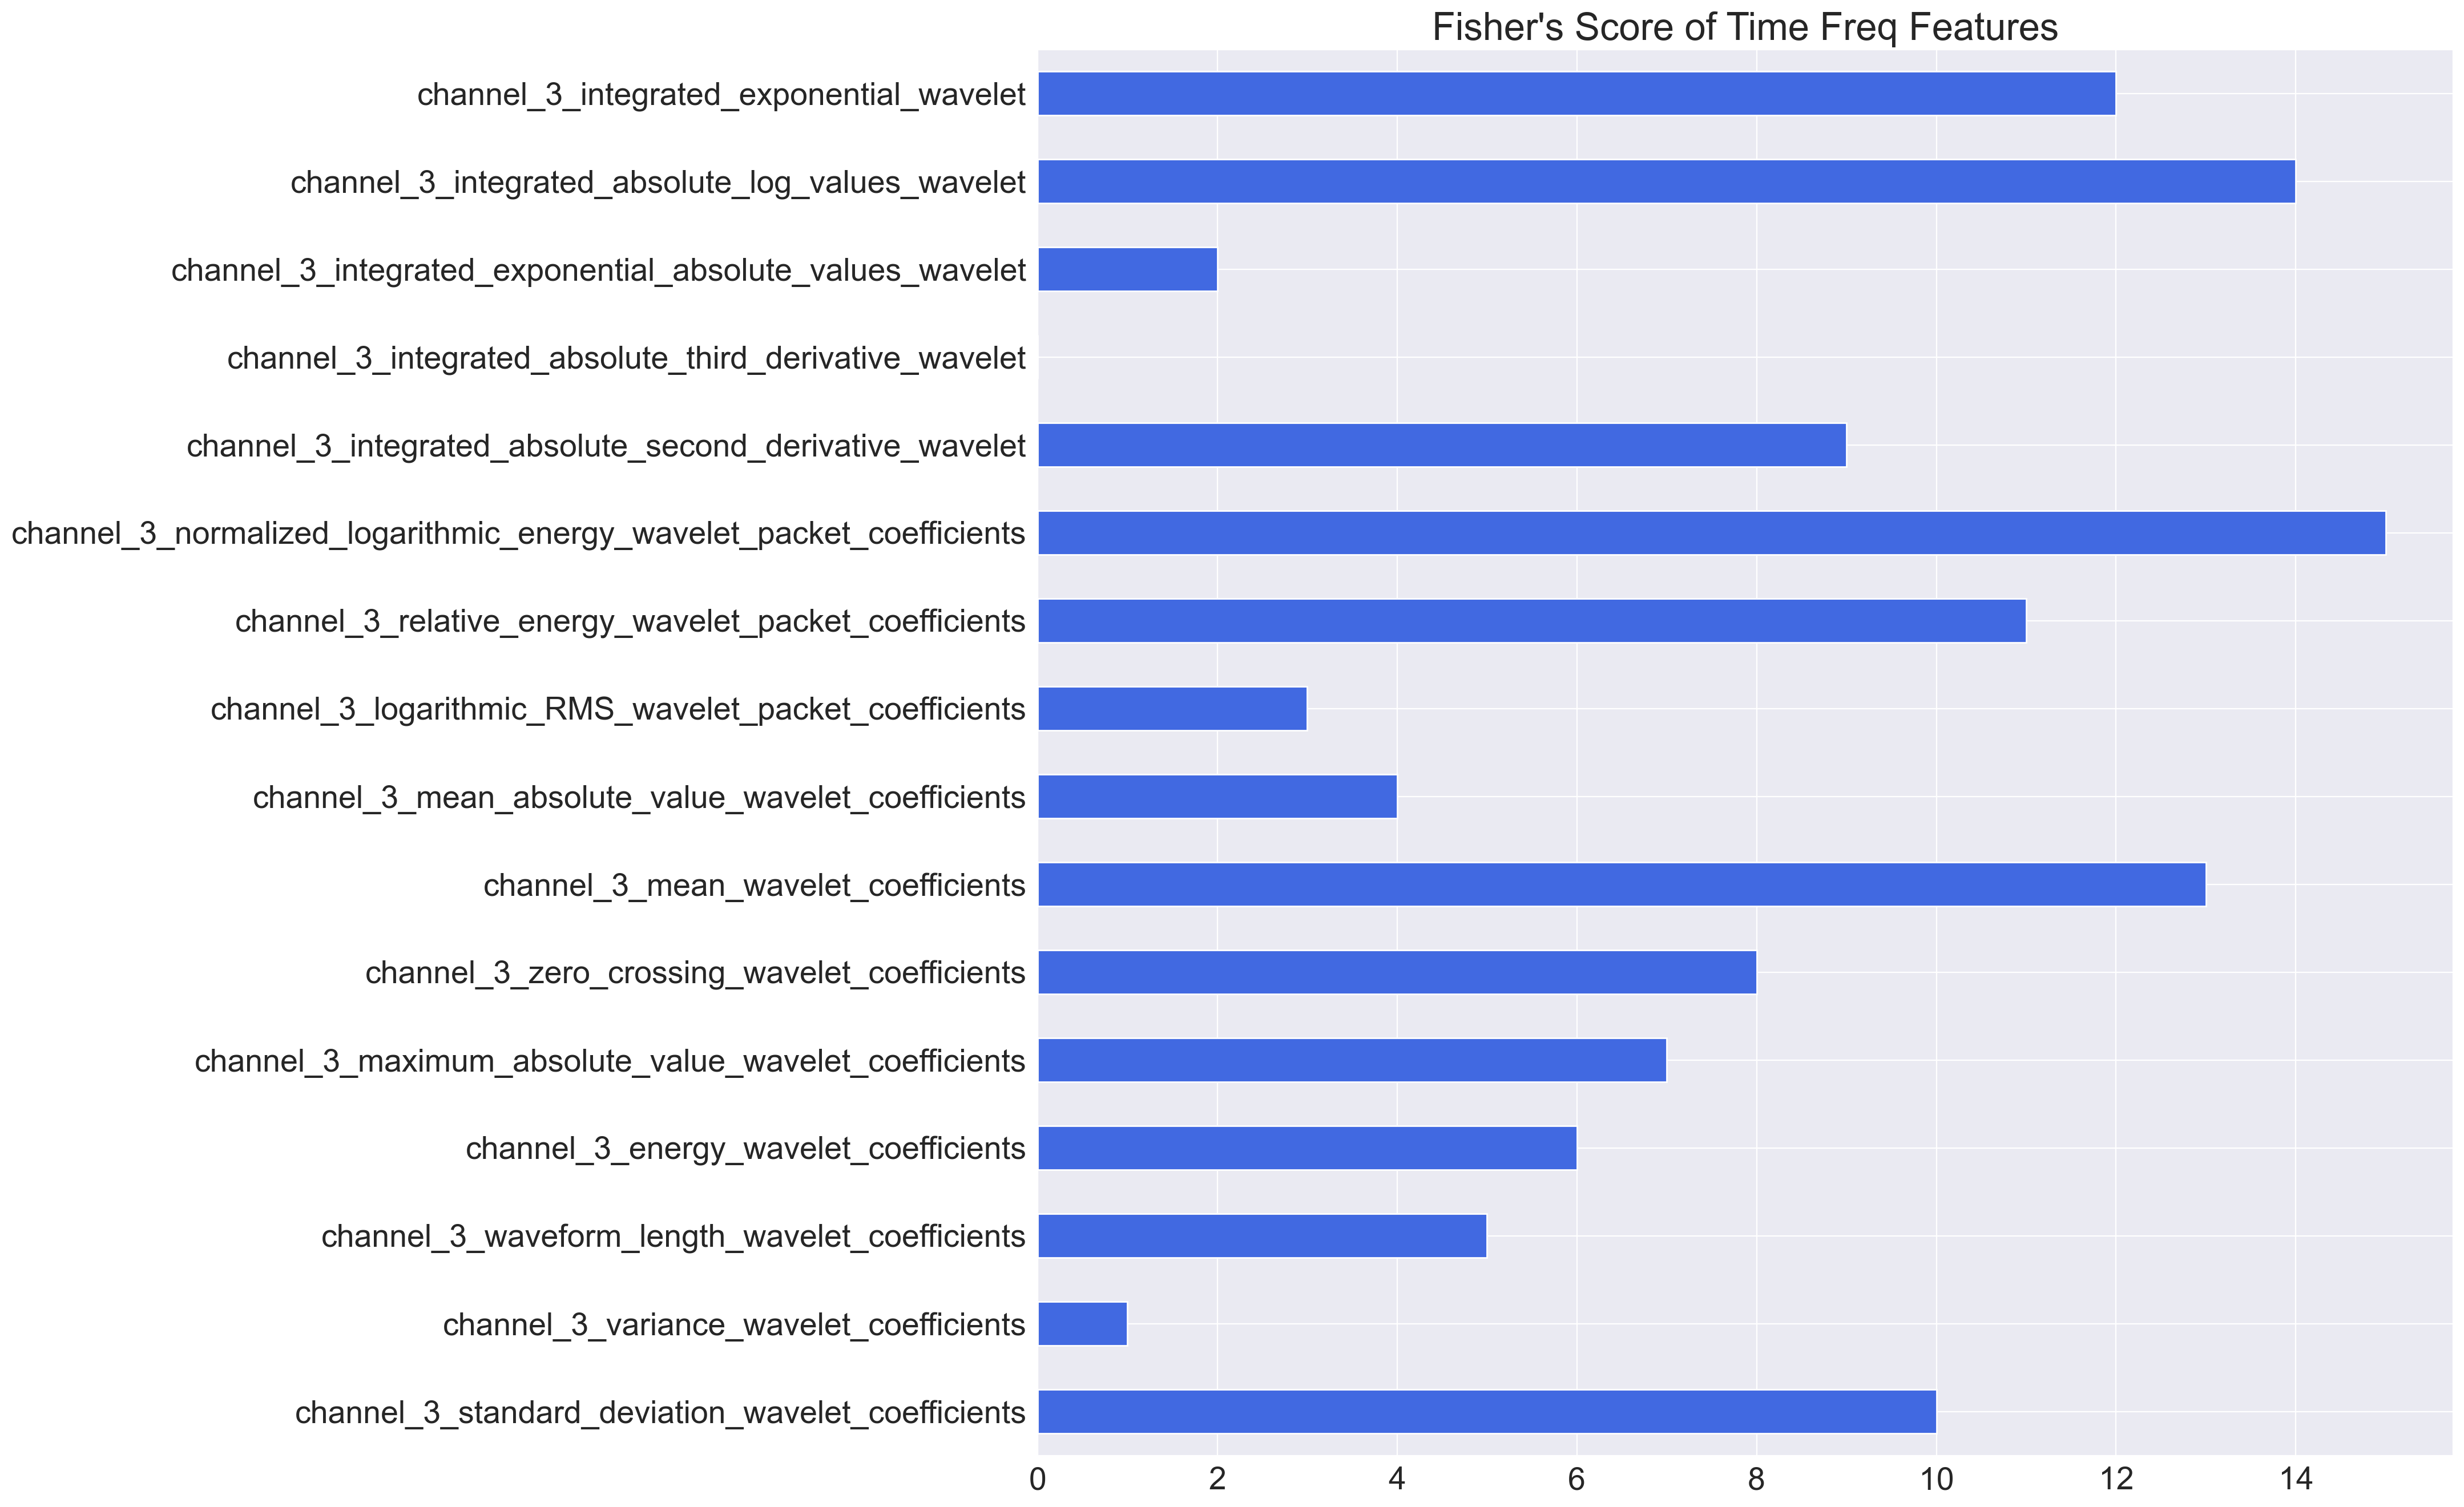 Fisher's Score of Time Freq Features
channel_3_integrated_exponential_wavelet
channel_3_integrated_absolute_log_values_wavelet
channel_3_integrated_exponential_absolute_values_wavelet
channel_3_integrated_absolute_third_derivative_wavelet
channel_3_integrated_absolute_second_derivative_wavelet
channel_3_normalized_logarithmic_energy_wavelet_packet_coefficients
channel_3_relative_energy_wavelet_packet_coefficients
channel_3_logarithmic_RMS_wavelet_packet_coefficients
channel_3_mean_absolute_value_wavelet_coefficients
channel_3_mean_wavelet_coefficients
channel_3_zero_crossing_wavelet_coefficients
channel_3_maximum_absolute_value_wavelet_coefficients
channel_3_energy_wavelet_coefficients
channel_3_waveform_length_wavelet_coefficients
channel_3_variance_wavelet_coefficients
channel_3_standard_deviation_wavelet_coefficients
0 2 4 6 8 10 12 14